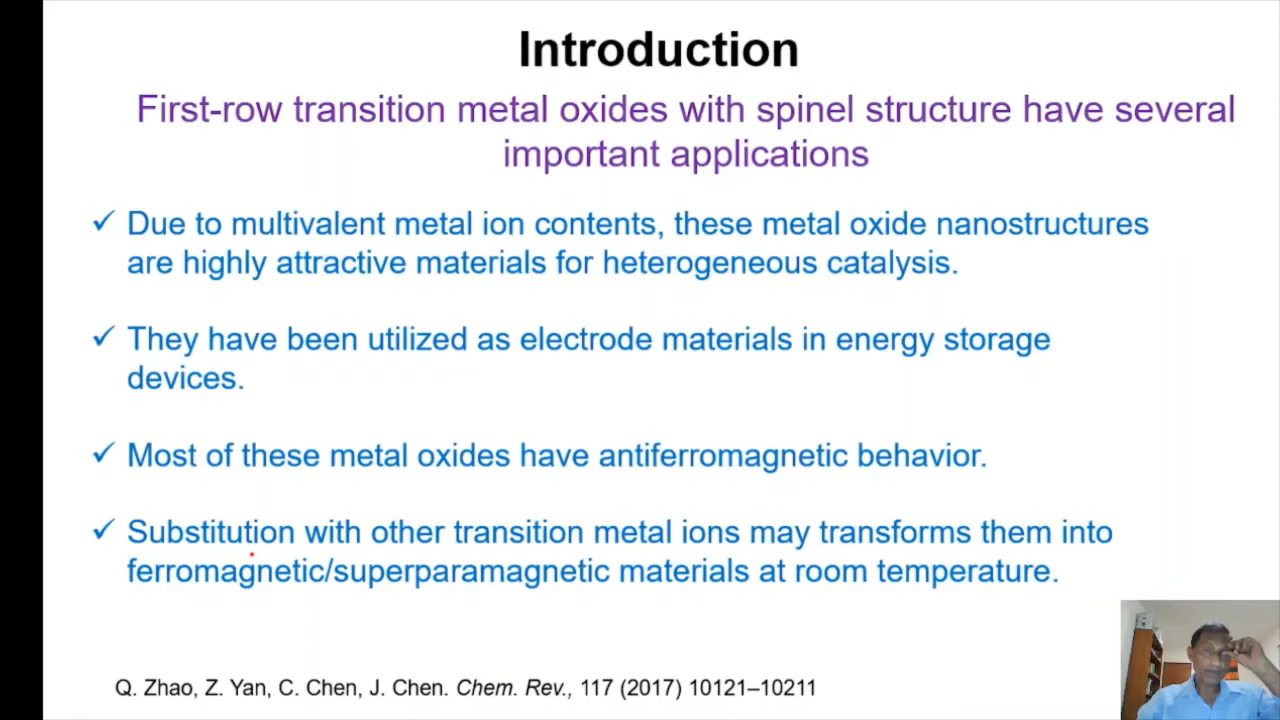 Introduction
First-row transition metal oxides with spinel structure have several
important applications
✓ Due to multivalent metal ion contents, these metal oxide nanostructures
are highly attractive materials for heterogeneous catalysis.
✓ They have been utilized as electrode materials in energy storage
devices.
✓ Most of these metal oxides have antiferromagnetic behavior.
✓ Substitution with other transition metal ions may transforms them into
ferromagnetic/superparamagnetic materials at room temperature.
Q. Zhao, Z. Yan, C. Chen, J. Chen. Chem. Rev., 117 (2017) 10121–10211